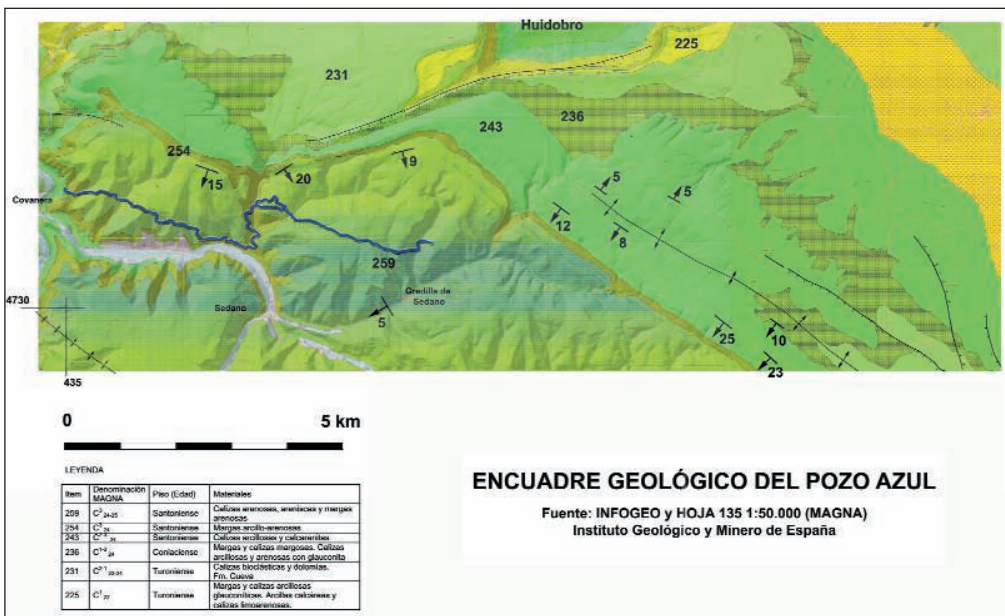 Huidobro
225
231
236
243
254
9
20
15
5
5
12
8
Covanera
259
Gredilla de
Sedano
4730
Sedano
5
25
10
23
435
0 5 km
LEYENDA
Item Denominación MAGNA Piso (Edad) Materiales
259 Santoniense Calizas arenosas, areniscas y margas
arenosas
254 Santoniense Margas arcillo-arenosas
243 Santoniense Calizas arcillosas y calcarenitas
236 Coniaciense Margas y calizas margosas. Calizas
arcillosas y arenosas con glauconita
231 Turoniense Calizas bioclásticas y dolomías.
Fm. Cueva
225 Turoniense Margas y calizas arcillosas
glauconíticas. Arcillas calcáreas y
calizas limoarenosas.
ENCUADRE GEOLÓGICO DEL POZO AZUL
Fuente: INFOGEO y HOJA 135 1:50.000 (MAGNA)
Instituto Geológico y Minero de España